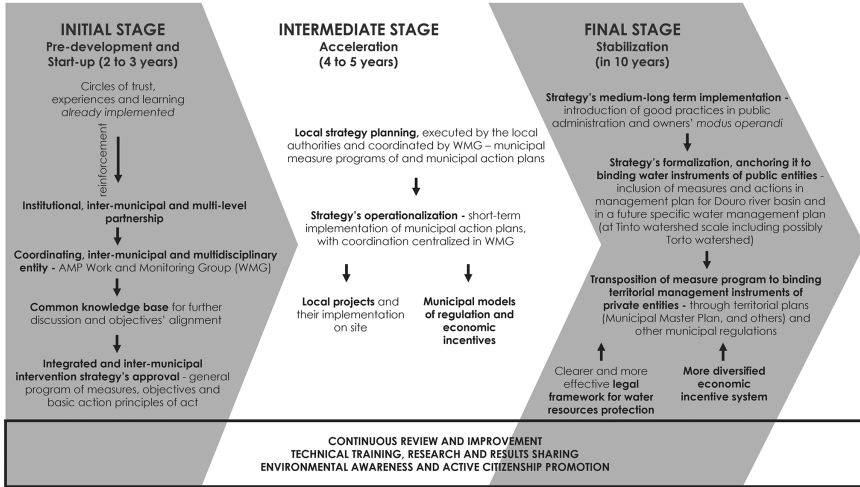 INITIAL STAGE
Pre-development and
Start-up (2 to 3 years)
Circles of trust,
experiences and learning
already implemented
reinforcement
Institutional, inter-municipal and multi-level
partnership
Coordinating, inter-municipal and multidisciplinary
entity - AMP Work and Monitoring Group (WMG)
Common knowledge base for further
discussion and objectives' alignment
Integrated and inter-municipal
intervention strategy's approval - general
program of measures, objectives and
basic action principles of act
INTERMEDIATE STAGE
Acceleration
(4 to 5 years)
Local strategy planning, executed by the local
authorities and coordinated by WMG – municipal
measure programs of and municipal action plans
Strategy's operationalization - short-term
implementation of municipal action plans,
with coordination centralized in WMG
Local projects and
their implementation
on site
Municipal models
of regulation and
economic
incentives
FINAL STAGE
Stabilization
(in 10 years)
Strategy's medium-long term implementation -
introduction of good practices in public
administration and owners' modus operandi
Strategy's formalization, anchoring it to
binding water instruments of public entities -
inclusion of measures and actions in
management plan for Douro river basin and
in a future specific water management plan
(at Tinto watershed scale including possibly
Torto watershed)
Transposition of measure program to binding
territorial management instruments of
private entities - through territorial plans
(Municipal Master Plan, and others) and
other municipal regulations
Clearer and more
effective legal
framework for water
resources protection
More diversified
economic
incentive system
CONTINUOUS REVIEW AND IMPROVEMENT
TECHNICAL TRAINING, RESEARCH AND RESULTS SHARING
ENVIRONMENTAL AWARENESS AND ACTIVE CITIZENSHIP PROMOTION